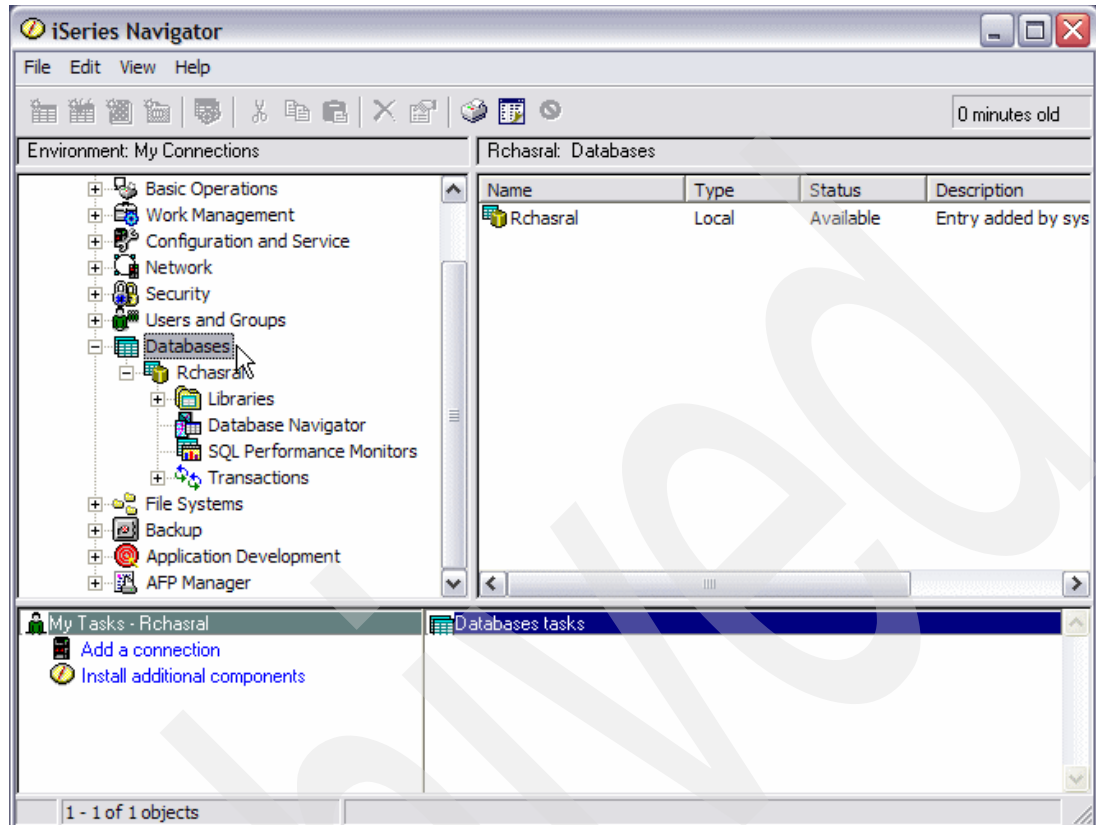 iSeries Navigator
File Edit View Help
0 minutes old
Environment: My Connections
Rchasral: Databases
Basic Operations
Work Management
Configuration and Service
Network
Security
Users and Groups
Databases
Rchasral
Libraries
Database Navigator
SQL Performance Monitors
Transactions
File Systems
Backup
Application Development
AFP Manager
Name Type Status Description
Rchasral Local Available Entry added by sys
My Tasks - Rchasral
Add a connection
Install additional components
Databases tasks
1 - 1 of 1 objects